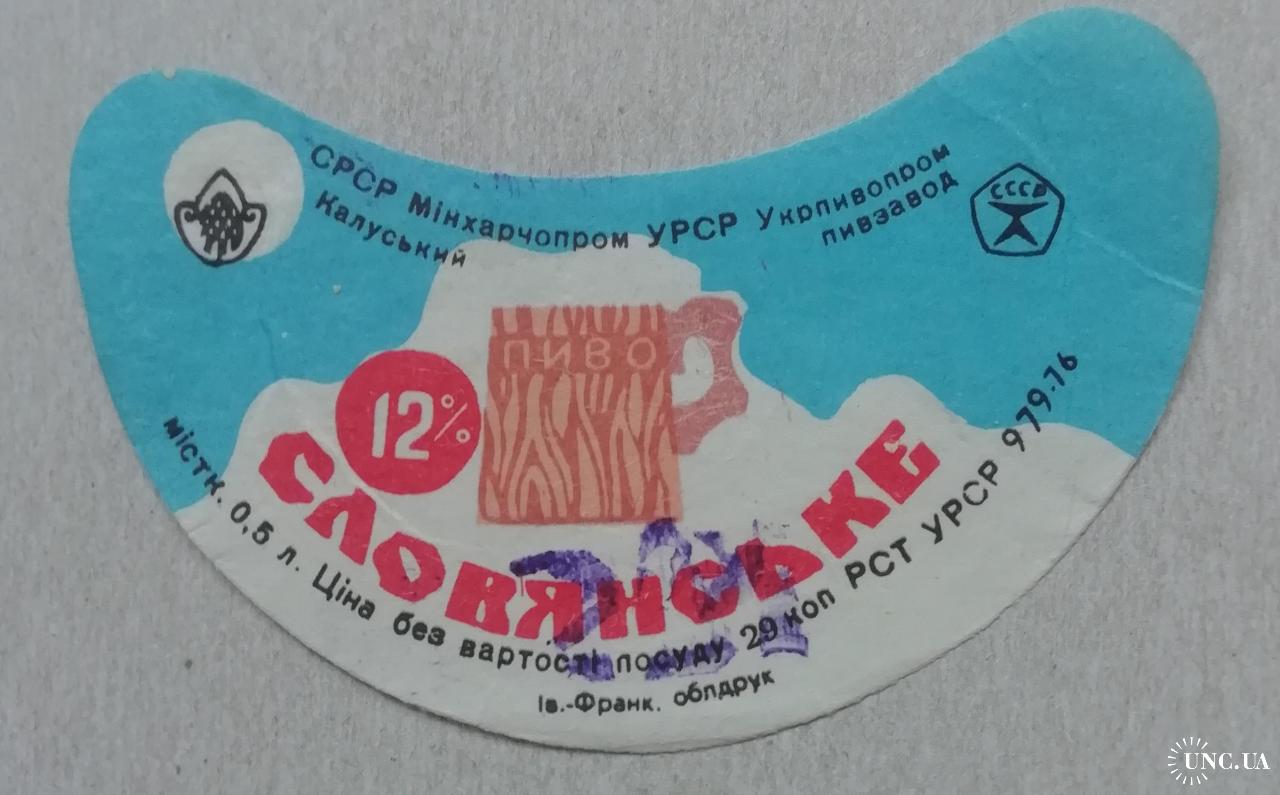 СРСР Мінхарчопром УРСР Укрпивопром
Калуський пивзавод
СССР
ПИВО
12%
СЛОВЯНСЬКЕ
містк. 0,5 л. Ціна без вартості посуду 29 коп РСТ УРСР 979-76
Ів.-Франк. облдрук
UNC.UA